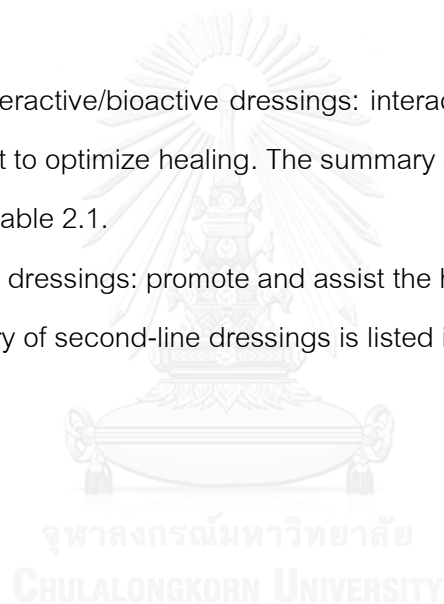 eractive/bioactive dressings: interac
t to optimize healing. The summary
able 2.1.
dressings: promote and assist the h
ry of second-line dressings is listed i
จุฬาลงกรณ์มหาวิทยาลัย
CHULALONGKORN UNIVERSITY